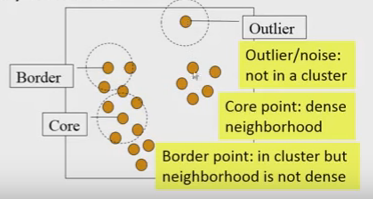 Outlier
Outlier/noise:
not in a cluster
Border
Core point: dense
neighborhood
Core
Border point: in cluster but
neighborhood is not dense